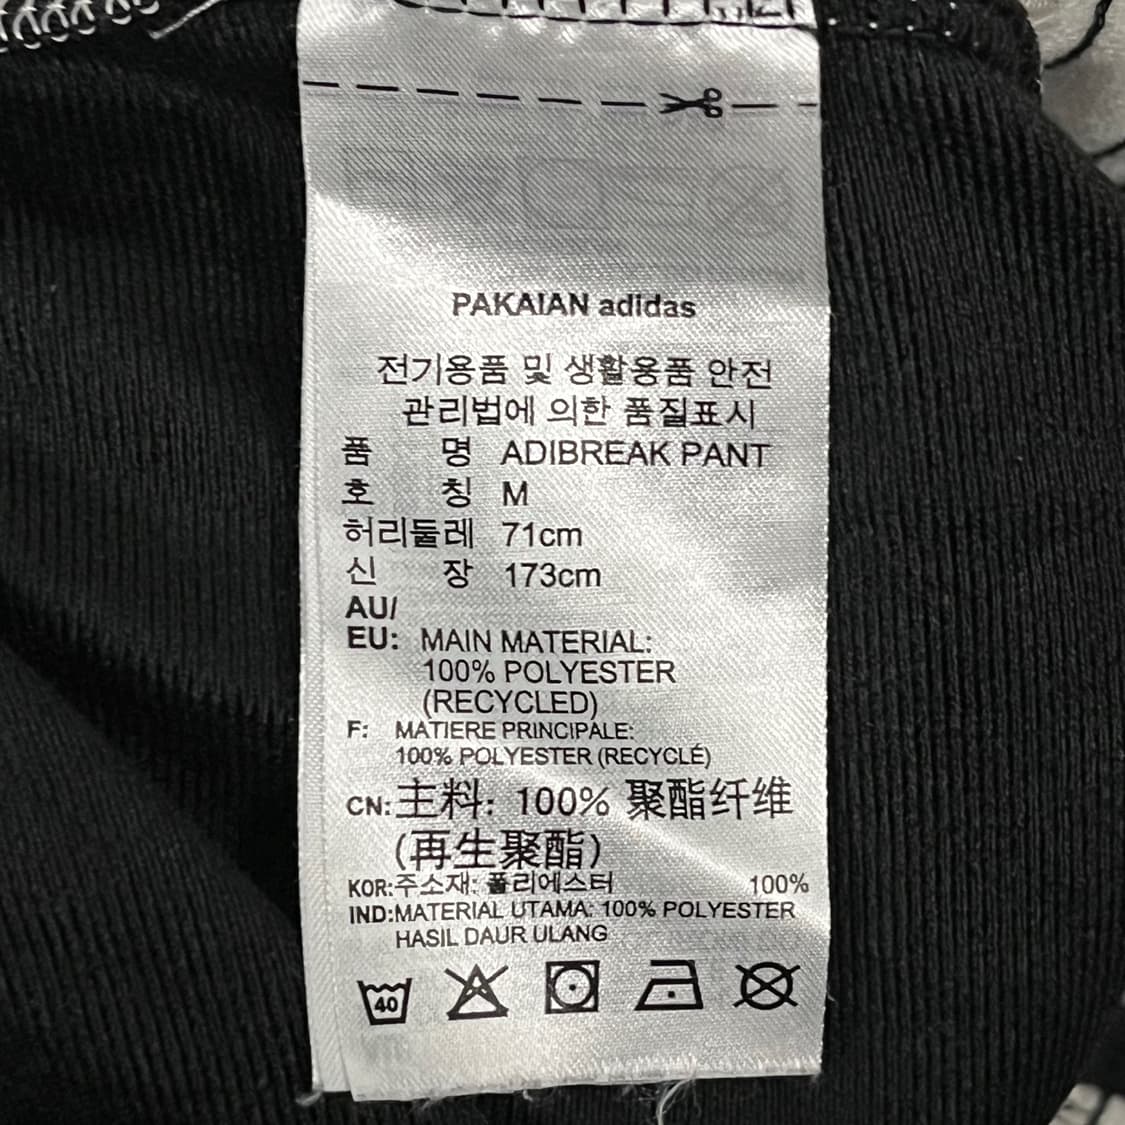 PAKAIAN adidas
전기용품 및 생활용품 안전
관리법에 의한 품질표시
품 명 ADIBREAK PANT
호 칭 M
허리둘레 71cm
신 장 173cm
AU/
EU: MAIN MATERIAL:
100% POLYESTER
(RECYCLED)
F: MATIERE PRINCIPALE:
100% POLYESTER (RECYCLÉ)
CN:主料: 100% 聚酯纤维
(再生聚酯)
KOR:주소재: 폴리에스터 100%
IND:MATERIAL UTAMA: 100% POLYESTER
HASIL DAUR ULANG
40